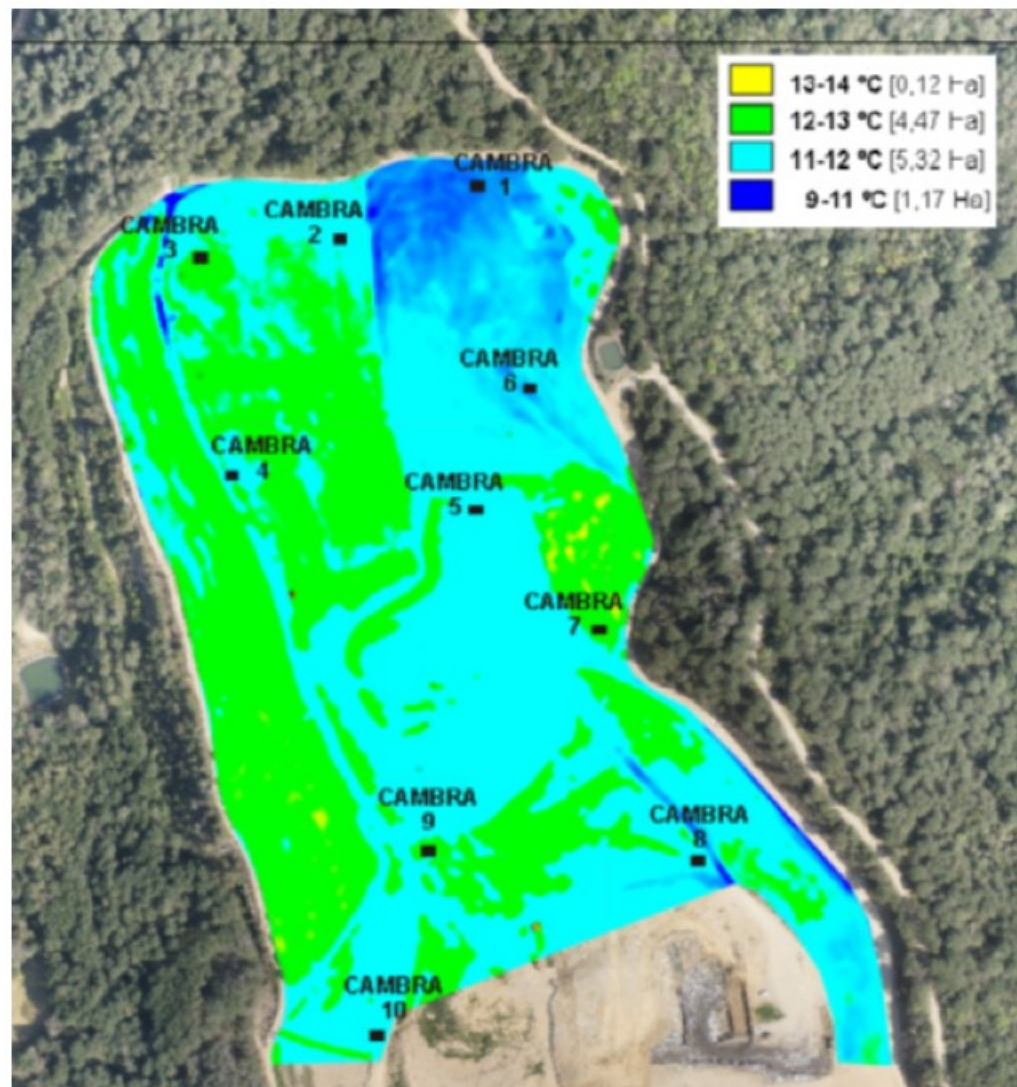 13-14 ºC [0,12 Ha]
12-13 ºC [4,47 Ha]
11-12 ºC [5,32 Ha]
9-11 ºC [1,17 Ha]
CAMBRA
1
CAMBRA
2
CAMBRA
3
CAMBRA
6
CAMBRA
4
CAMBRA
5
CAMBRA
7
CAMBRA
9
CAMBRA
8
CAMBRA
10